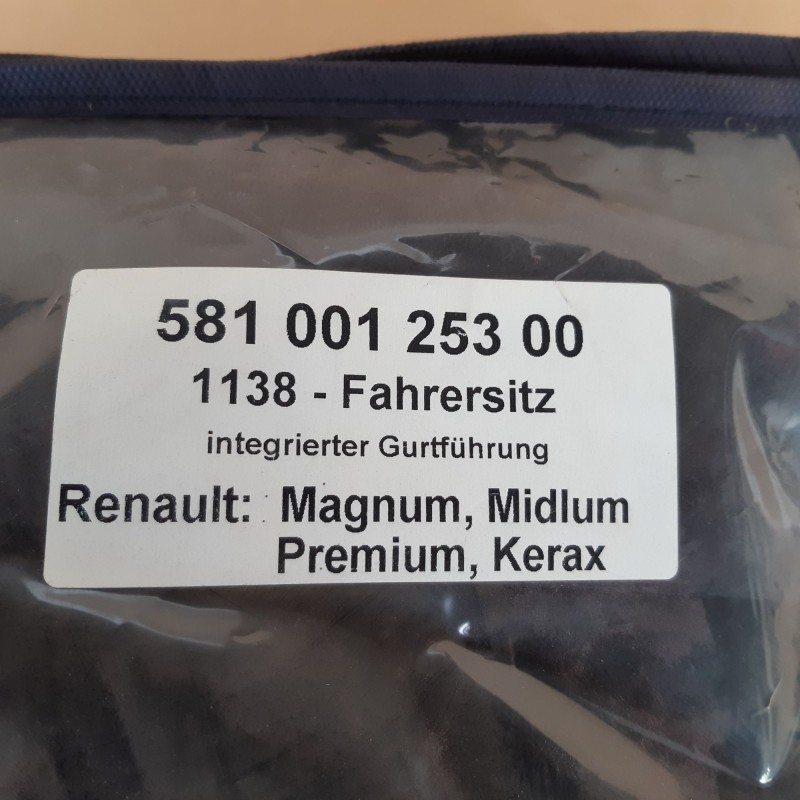 581 001 253 00
1138 - Fahrersitz
integrierter Gurtführung
Renault: Magnum, Midlum
Premium, Kerax